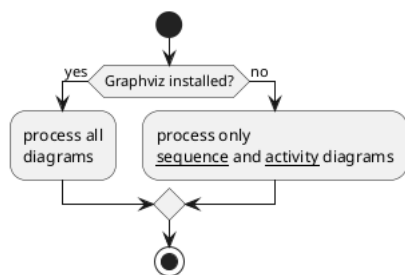 yes
Graphviz installed?
no
process all
diagrams
process only
sequence and activity diagrams